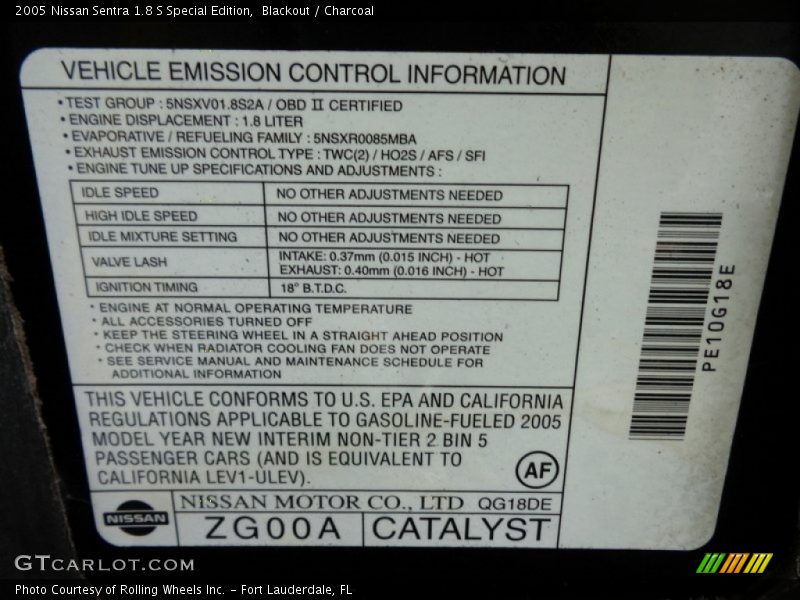 2005 Nissan Sentra 1.8 S Special Edition, Blackout / Charcoal
VEHICLE EMISSION CONTROL INFORMATION
• TEST GROUP : 5NSXV01.8S2A / OBD II CERTIFIED
• ENGINE DISPLACEMENT : 1.8 LITER
• EVAPORATIVE / REFUELING FAMILY : 5NSXR0085MBA
• EXHAUST EMISSION CONTROL TYPE : TWC(2) / HO2S / AFS / SFI
• ENGINE TUNE UP SPECIFICATIONS AND ADJUSTMENTS :
IDLE SPEED NO OTHER ADJUSTMENTS NEEDED
HIGH IDLE SPEED NO OTHER ADJUSTMENTS NEEDED
IDLE MIXTURE SETTING NO OTHER ADJUSTMENTS NEEDED
VALVE LASH INTAKE: 0.37mm (0.015 INCH) - HOT
EXHAUST: 0.40mm (0.016 INCH) - HOT
IGNITION TIMING 18° B.T.D.C.
• ENGINE AT NORMAL OPERATING TEMPERATURE
• ALL ACCESSORIES TURNED OFF
• KEEP THE STEERING WHEEL IN A STRAIGHT AHEAD POSITION
• CHECK WHEN RADIATOR COOLING FAN DOES NOT OPERATE
• SEE SERVICE MANUAL AND MAINTENANCE SCHEDULE FOR
ADDITIONAL INFORMATION
THIS VEHICLE CONFORMS TO U.S. EPA AND CALIFORNIA
REGULATIONS APPLICABLE TO GASOLINE-FUELED 2005
MODEL YEAR NEW INTERIM NON-TIER 2 BIN 5
PASSENGER CARS (AND IS EQUIVALENT TO
CALIFORNIA LEV1-ULEV).
AF
NISSAN
NISSAN MOTOR CO., LTD QG18DE
ZG00A CATALYST
PE10G18E
GTCARLOT.COM
Photo Courtesy of Rolling Wheels Inc. - Fort Lauderdale, FL